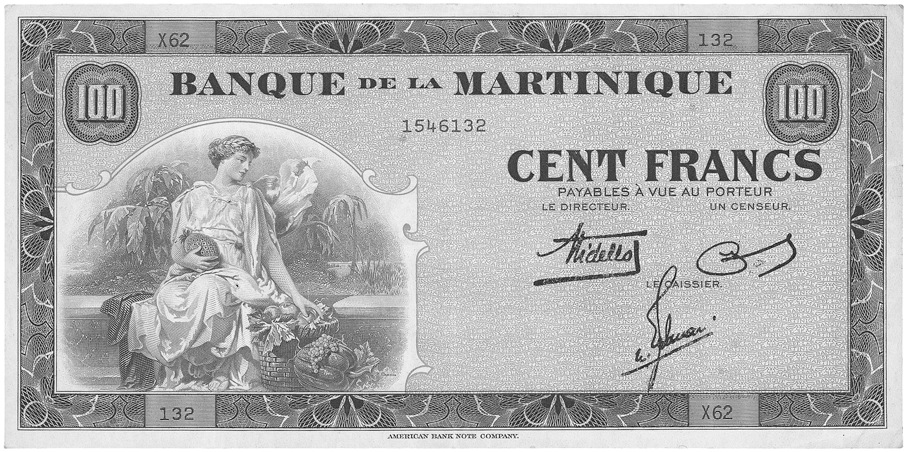 X62 132
100 BANQUE DE LA MARTINIQUE 100
1546132
CENT FRANCS
PAYABLES À VUE AU PORTEUR
LE DIRECTEUR. UN CENSEUR.
LE CAISSIER.
132 X62
AMERICAN BANK NOTE COMPANY.